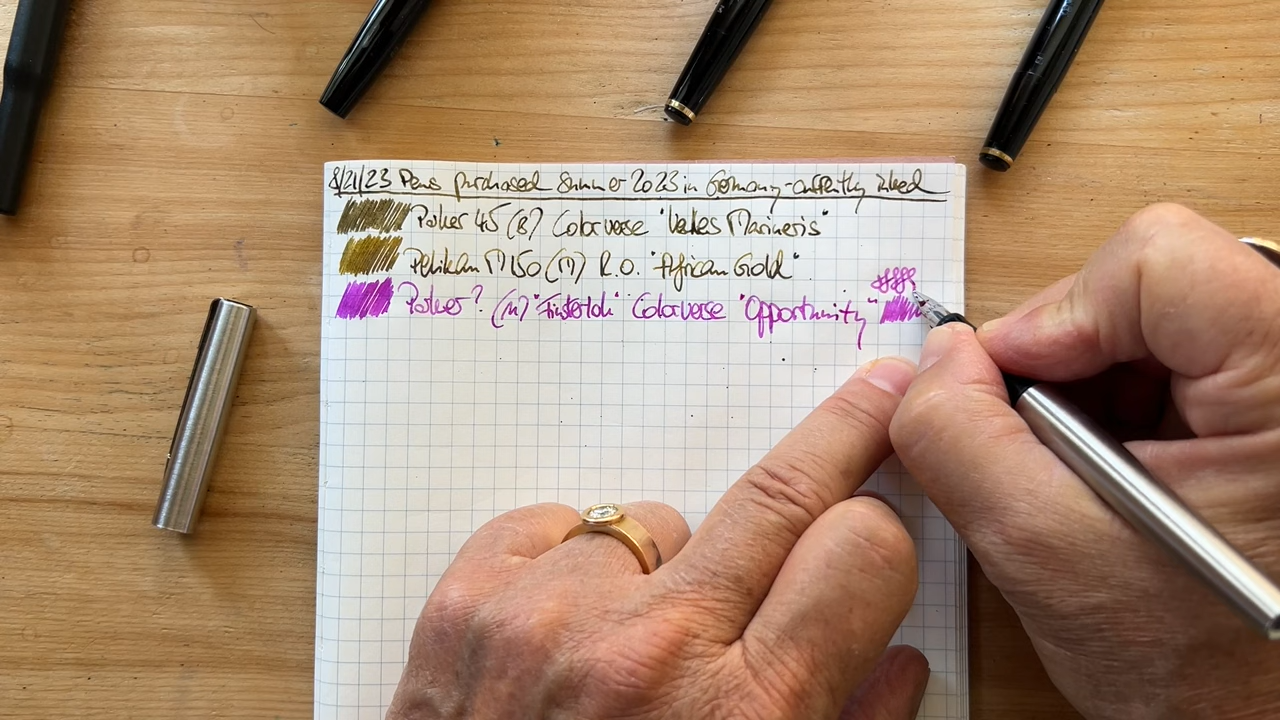 8/21/23 Pens purchased Summer 2023 in Germany - currently inked
Parker 45 (B) Colorverse "Valles Marineris"
Pelikan M150 (M) R.O. "African Gold"
Parker? (M) Colorverse "Opportunity"